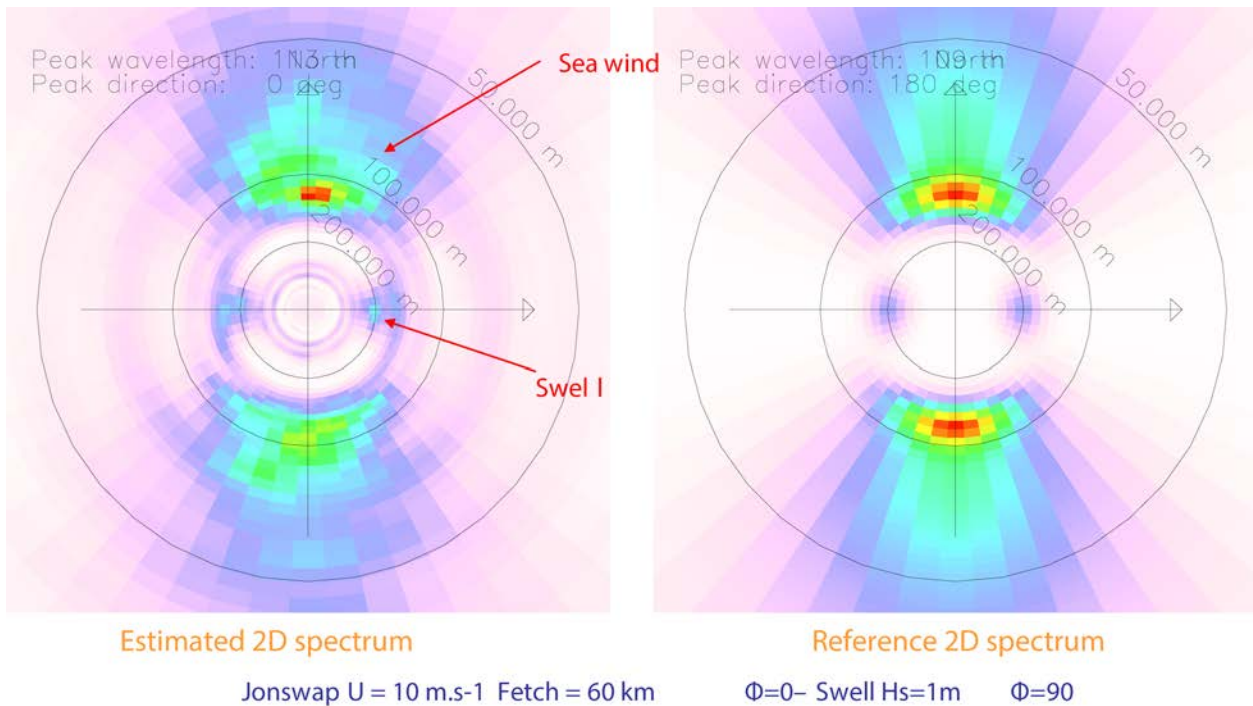 Peak wavelength: North
Peak direction: 0 deg
50.000 m
100.000 m
200.000 m
Sea wind
Swel l
Peak wavelength: North
Peak direction: 180 deg
50.000 m
100.000 m
200.000 m
Estimated 2D spectrum
Reference 2D spectrum
Jonswap U = 10 m.s-1 Fetch = 60 km Φ=0– Swell Hs=1m Φ=90